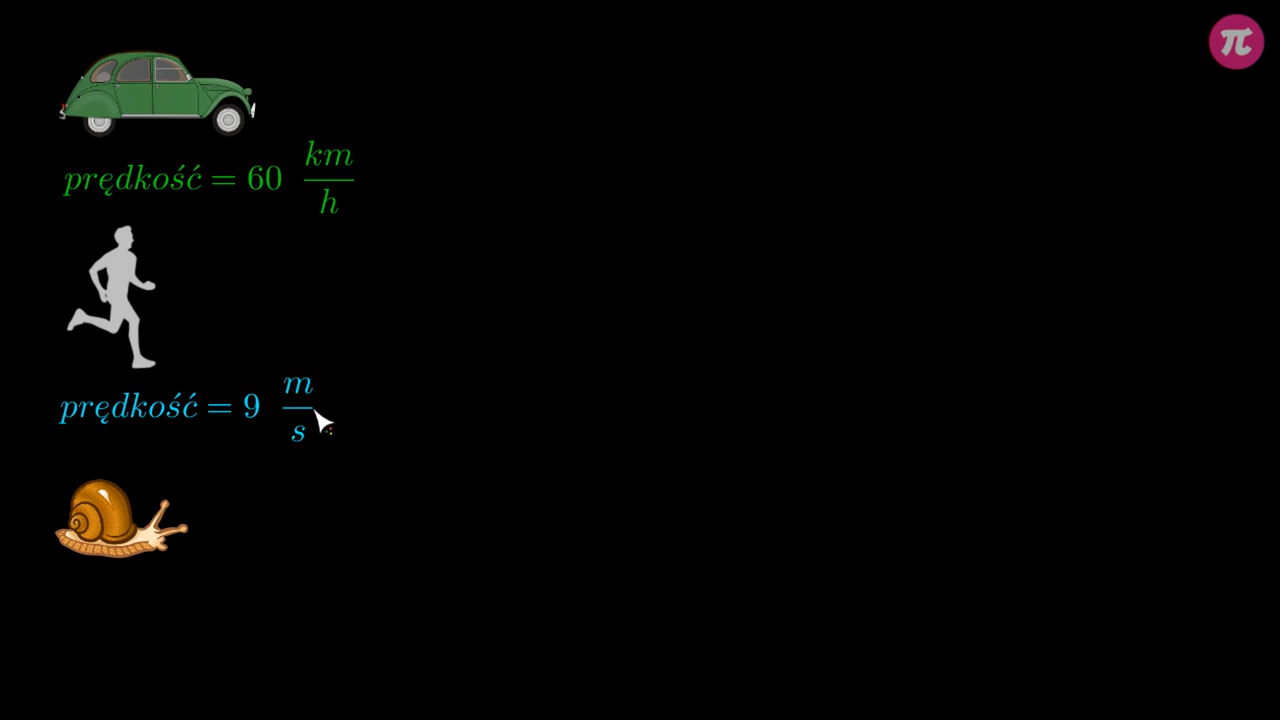 π
prędkość = 60 km/h
prędkość = 9 m/s